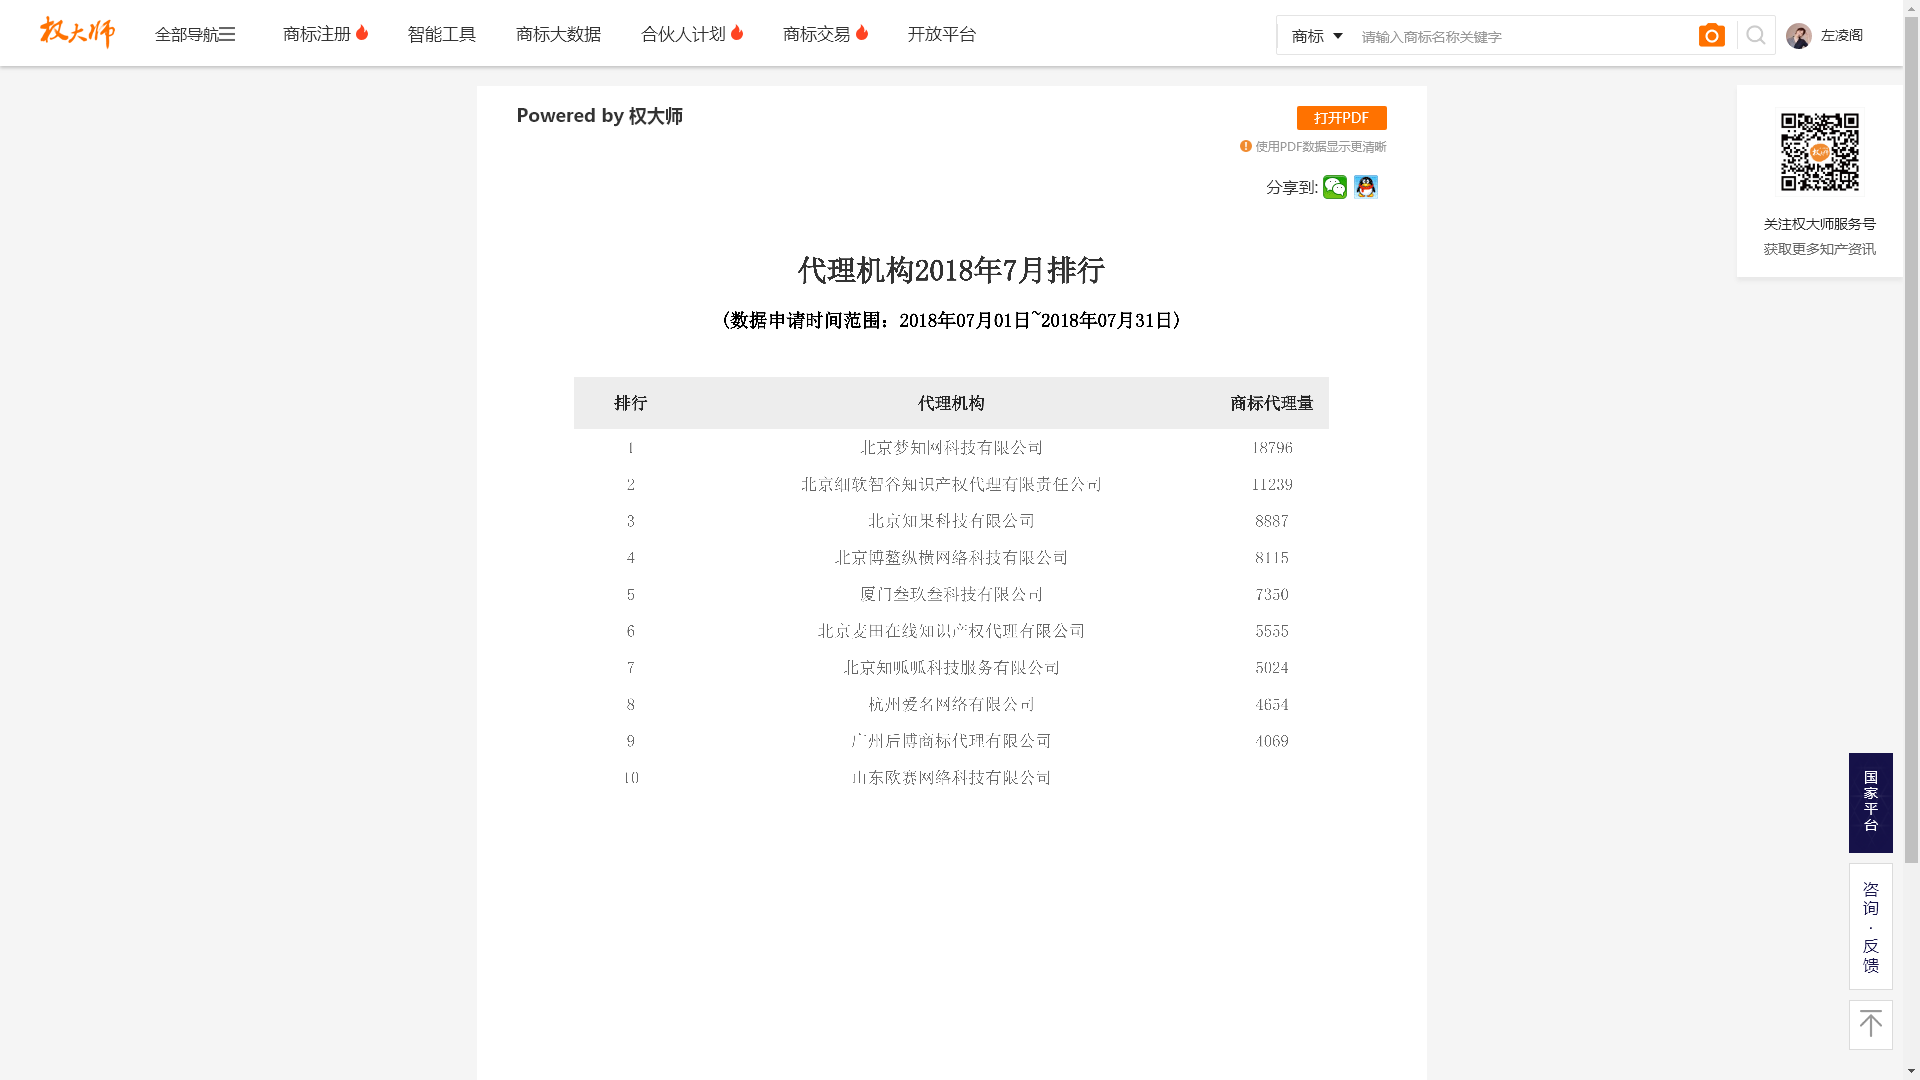 权大师 全部导航 商标注册 智能工具 商标大数据 合伙人计划 商标交易 开放平台 商标 请输入商标名称关键字 左凌阁
Powered by 权大师
打开PDF
使用PDF数据显示更清晰
分享到:
关注权大师服务号
获取更多知产资讯
代理机构2018年7月排行
(数据申请时间范围：2018年07月01日~2018年07月31日)
排行 代理机构 商标代理量
1 北京梦知网科技有限公司 18796
2 北京细软智谷知识产权代理有限责任公司 11239
3 北京知果科技有限公司 8887
4 北京博鳌纵横网络科技有限公司 8115
5 厦门叁玖叁科技有限公司 7350
6 北京麦田在线知识产权代理有限公司 5555
7 北京知呱呱科技服务有限公司 5024
8 杭州爱名网络有限公司 4654
9 广州后博商标代理有限公司 4069
10 山东欧赛网络科技有限公司
国家平台
咨询·反馈